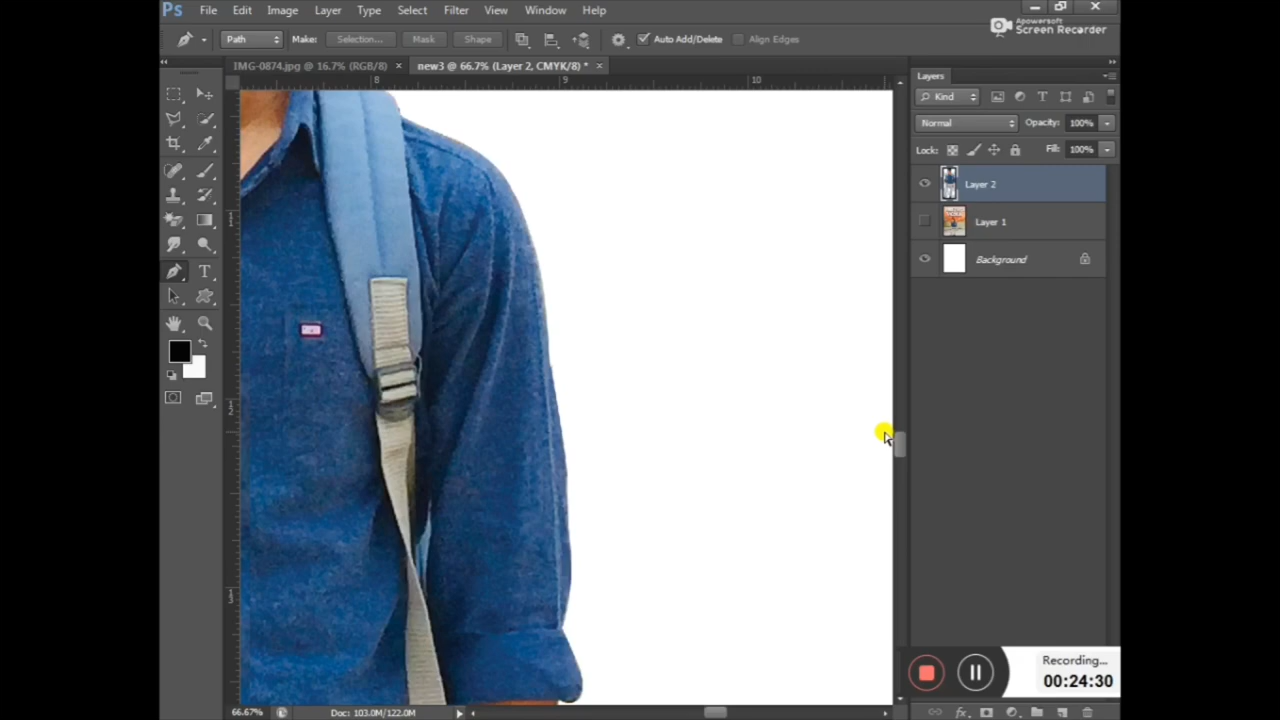 Ps File Edit Image Layer Type Select Filter View Window Help
Apowersoft
Screen Recorder
Path Make: Selection... Mask Shape Auto Add/Delete Align Edges
IMG-0874.jpg @ 16.7% (RGB/8) × new3 @ 66.7% (Layer 2, CMYK/8) * ×
8 9 10
Layers
Kind
Normal Opacity: 100%
Lock: Fill: 100%
Layer 2
Layer 1
Background
Recording...
00:24:30
66.67% Doc: 103.0M/122.0M